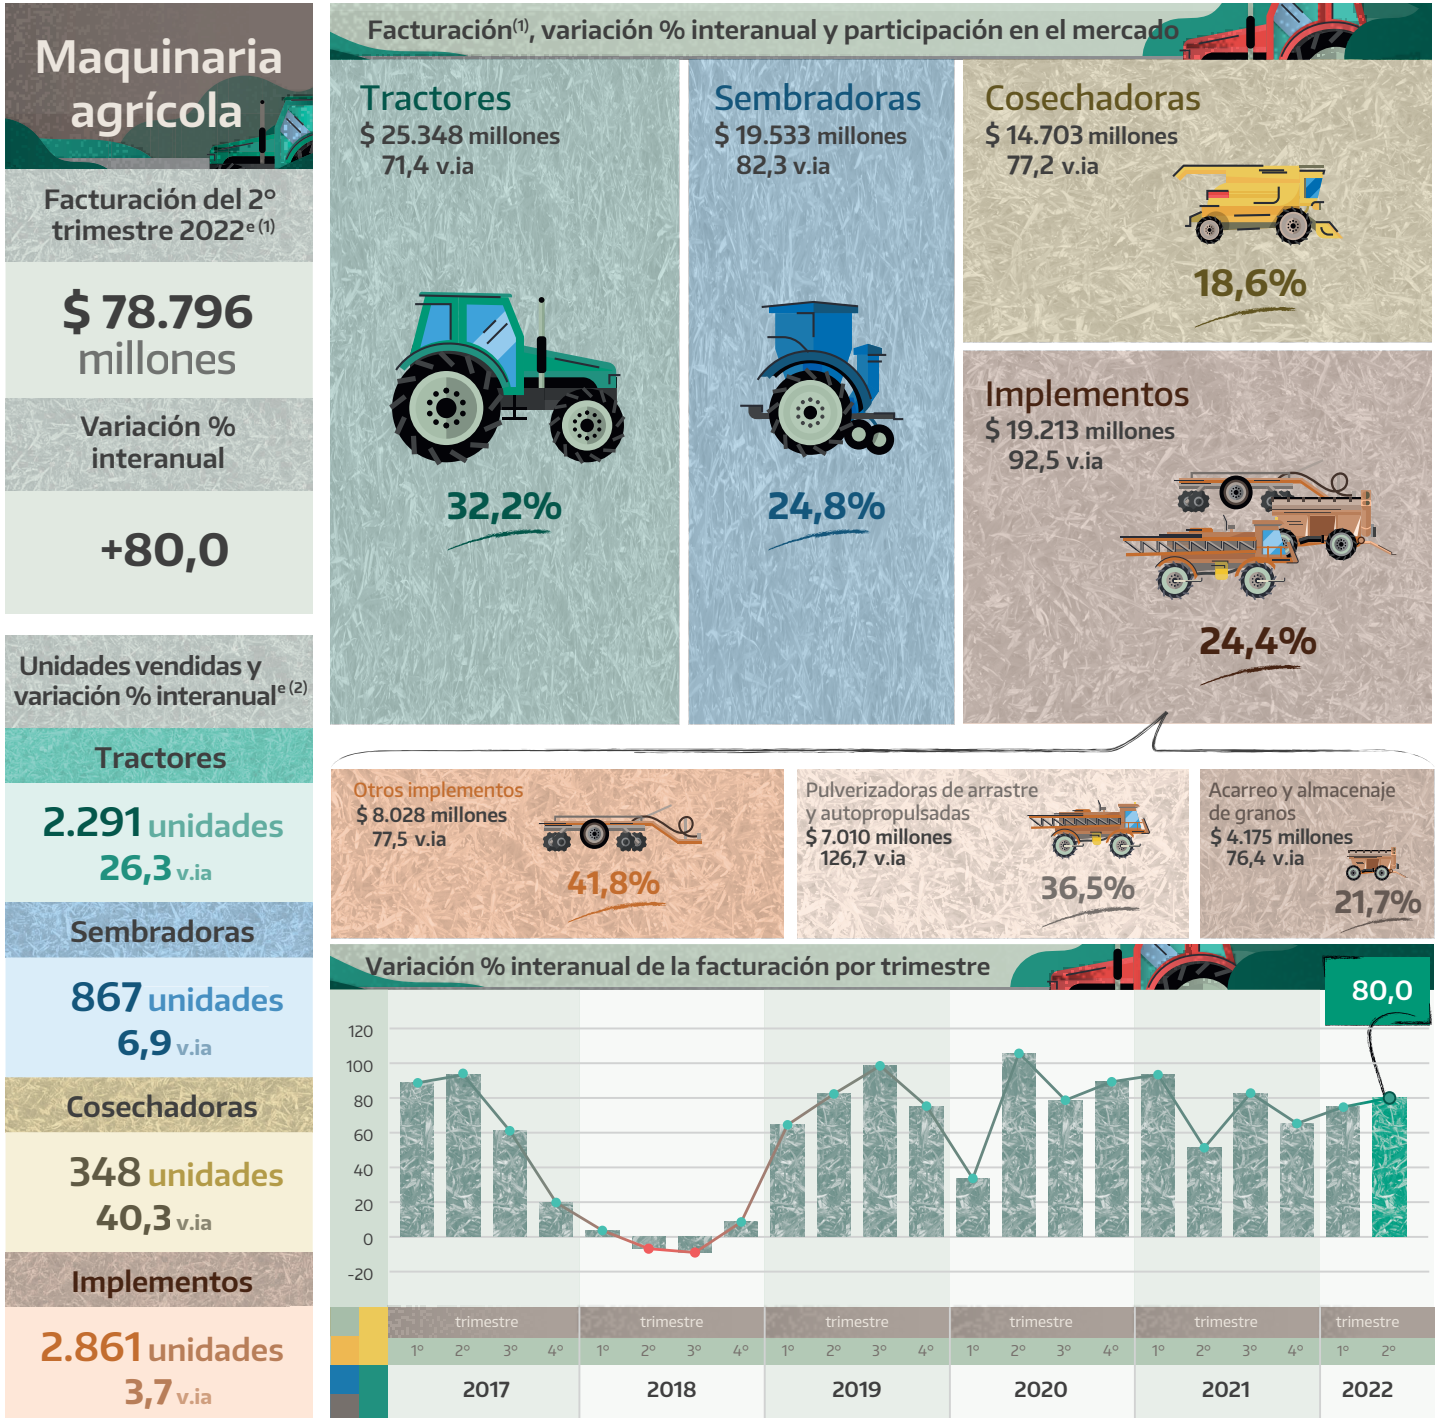 Maquinaria
agrícola
Facturación del 2°
trimestre 2022e (1)
$ 78.796
millones
Variación %
interanual
+80,0
Unidades vendidas y
variación % interanuale (2)
Tractores
2.291 unidades
26,3 v.ia
Sembradoras
867 unidades
6,9 v.ia
Cosechadoras
348 unidades
40,3 v.ia
Implementos
2.861 unidades
3,7 v.ia
Facturación(1), variación % interanual y participación en el mercado
Tractores
$ 25.348 millones
71,4 v.ia
32,2%
Sembradoras
$ 19.533 millones
82,3 v.ia
24,8%
Cosechadoras
$ 14.703 millones
77,2 v.ia
18,6%
Implementos
$ 19.213 millones
92,5 v.ia
24,4%
Otros implementos
$ 8.028 millones
77,5 v.ia
41,8%
Pulverizadoras de arrastre
y autopropulsadas
$ 7.010 millones
126,7 v.ia
36,5%
Acarreo y almacenaje
de granos
$ 4.175 millones
76,4 v.ia
21,7%
Variación % interanual de la facturación por trimestre
80,0
120
100
80
60
40
20
0
-20
trimestre trimestre trimestre trimestre trimestre trimestre
1° 2° 3° 4° 1° 2° 3° 4° 1° 2° 3° 4° 1° 2° 3° 4° 1° 2° 3° 4° 1° 2°
2017 2018 2019 2020 2021 2022